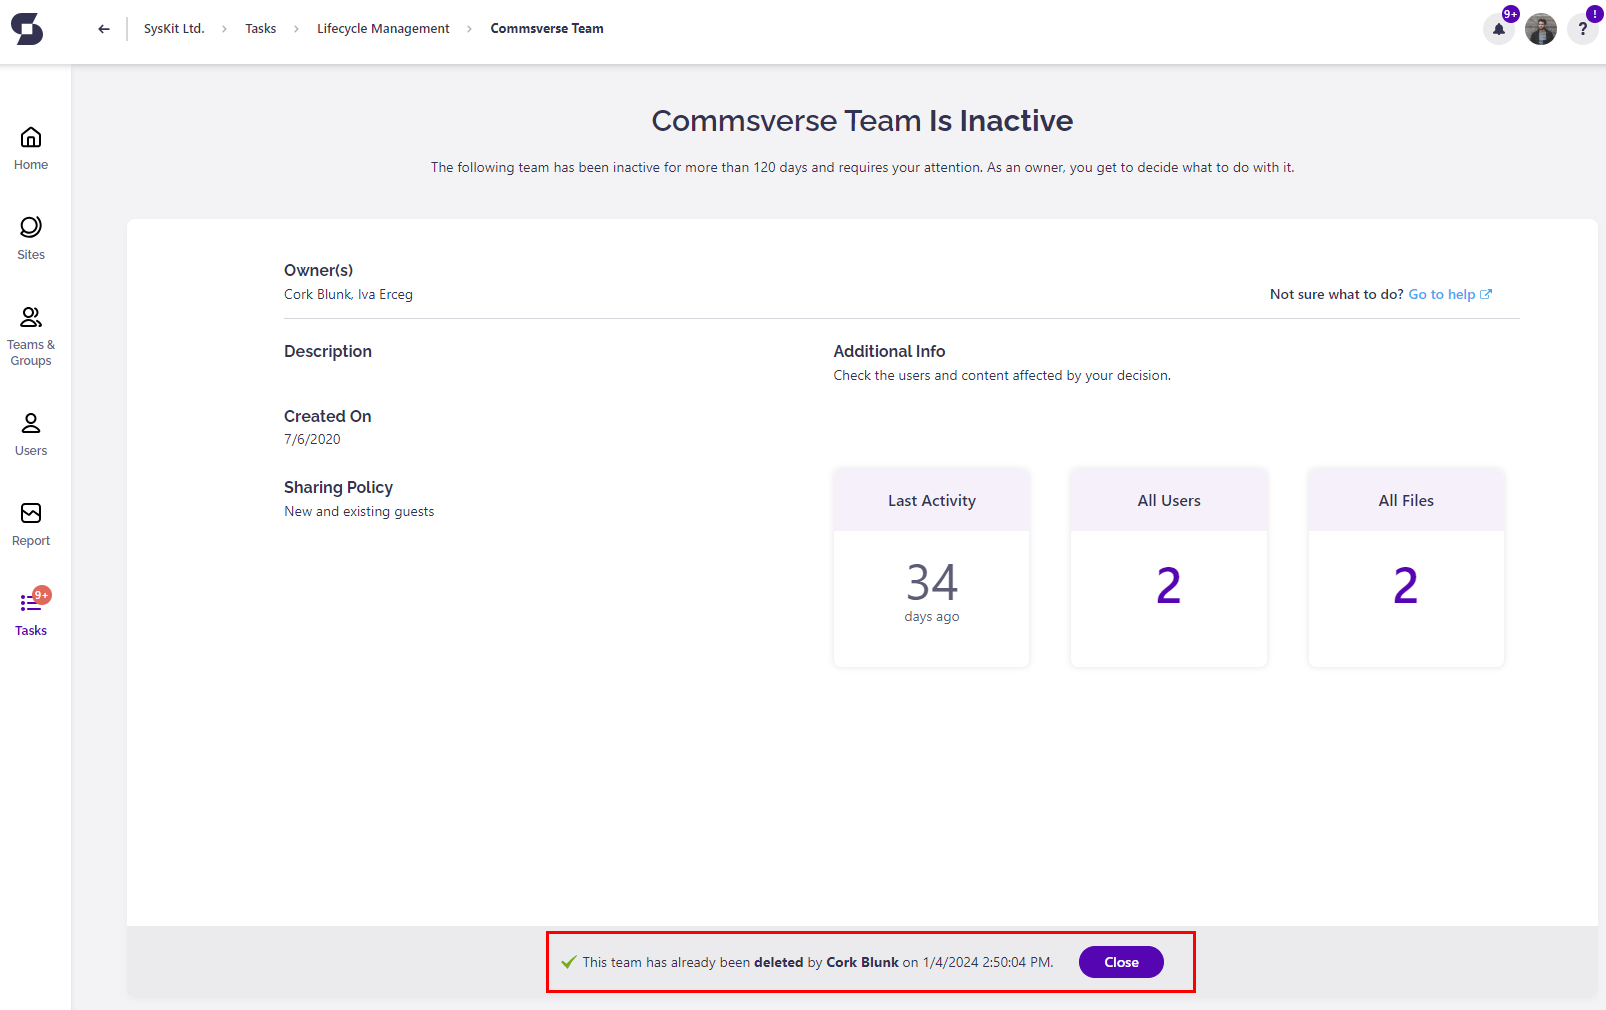 SysKit Ltd. > Tasks > Lifecycle Management > Commsverse Team
9+
!
?
Home
Sites
Teams &
Groups
Users
Report
9+
Tasks
Commsverse Team Is Inactive
The following team has been inactive for more than 120 days and requires your attention. As an owner, you get to decide what to do with it.
Owner(s)
Cork Blunk, Iva Erceg
Not sure what to do? Go to help
Description
Created On
7/6/2020
Sharing Policy
New and existing guests
Additional Info
Check the users and content affected by your decision.
Last Activity
34
days ago
All Users
2
All Files
2
This team has already been deleted by Cork Blunk on 1/4/2024 2:50:04 PM.
Close